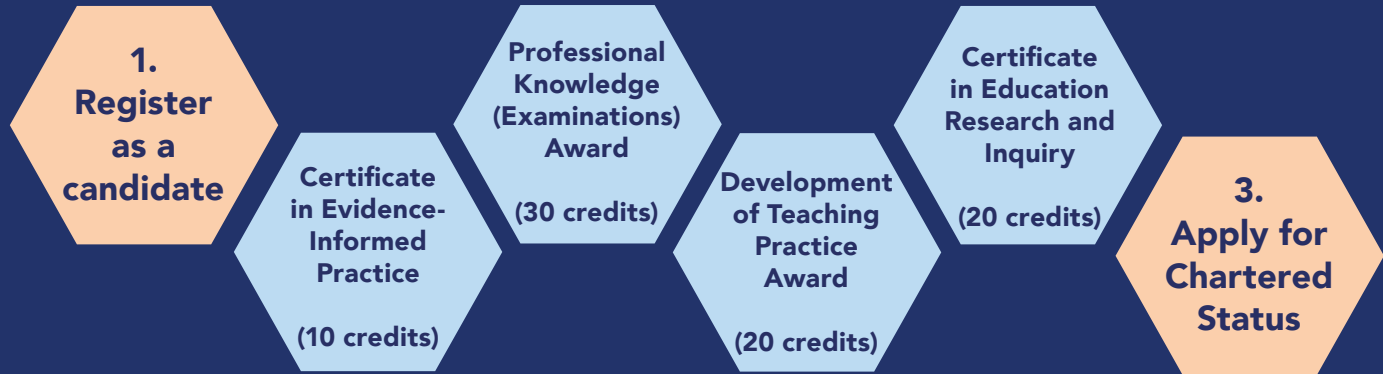 1.
Register
as a
candidate
Certificate
in Evidence-
Informed
Practice
(10 credits)
Professional
Knowledge
(Examinations)
Award
(30 credits)
Development
of Teaching
Practice
Award
(20 credits)
Certificate
in Education
Research and
Inquiry
(20 credits)
3.
Apply for
Chartered
Status